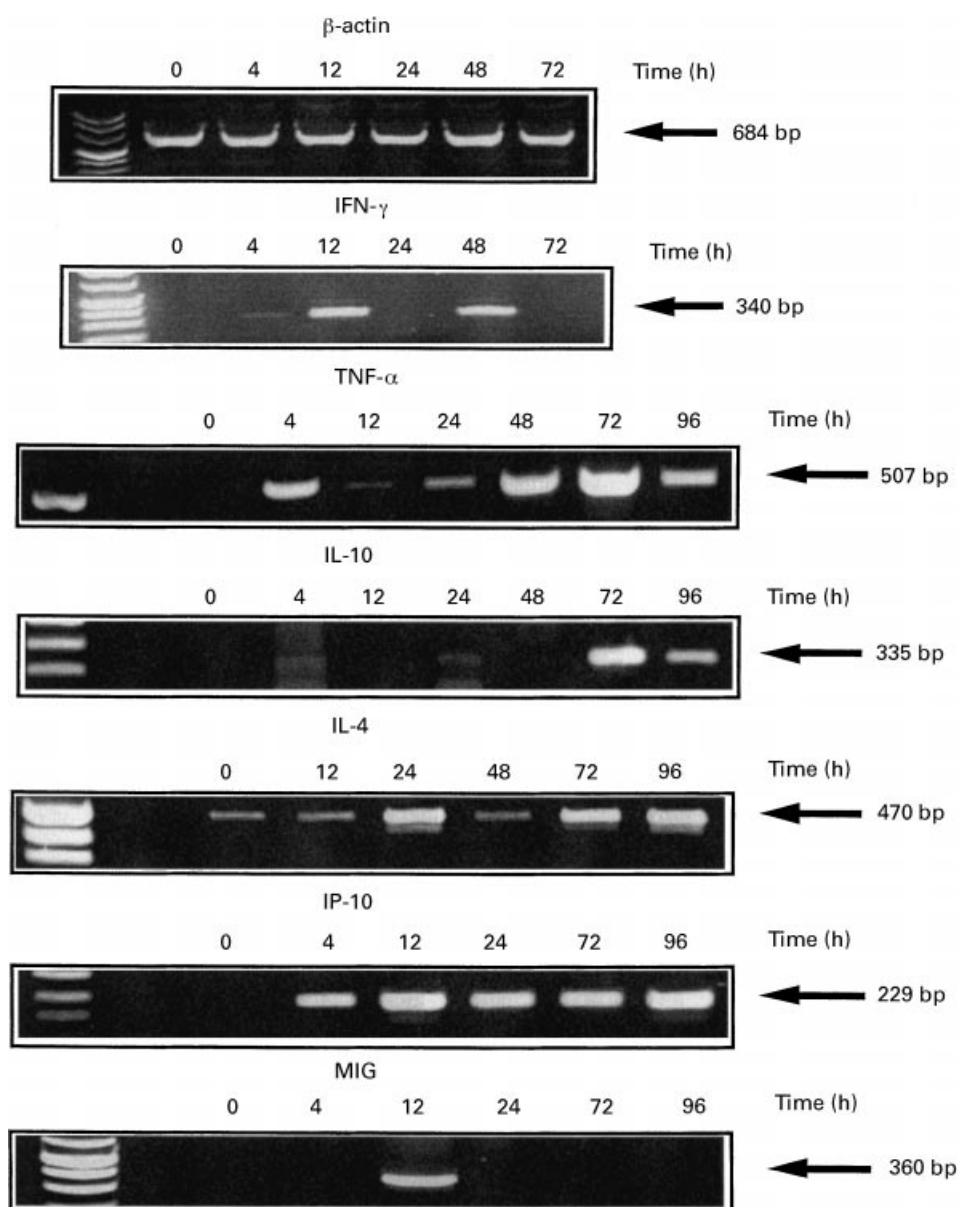 β-actin
0 4 12 24 48 72 Time (h)
684 bp
IFN-γ
0 4 12 24 48 72 Time (h)
340 bp
TNF-α
0 4 12 24 48 72 96 Time (h)
507 bp
IL-10
0 4 12 24 48 72 96 Time (h)
335 bp
IL-4
0 12 24 48 72 96 Time (h)
470 bp
IP-10
0 4 12 24 72 96 Time (h)
229 bp
MIG
0 4 12 24 72 96 Time (h)
360 bp